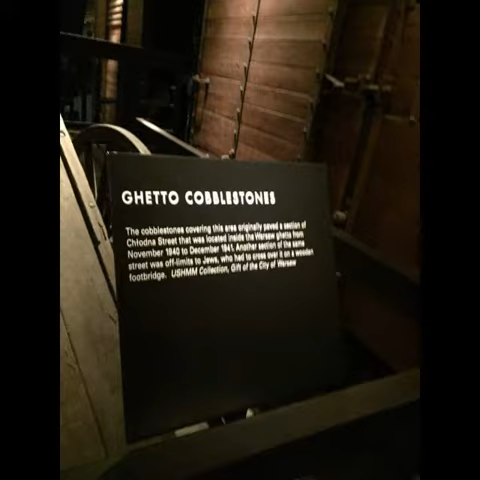 GHETTO COBBLESTONES
The cobblestones covering this area originally paved a section of
Chłodna Street that was located inside the Warsaw ghetto from
November 1940 to December 1941. Another section of the same
street was off-limits to Jews, who had to cross over it on a wooden
footbridge. USHMM Collection, Gift of the City of Warsaw